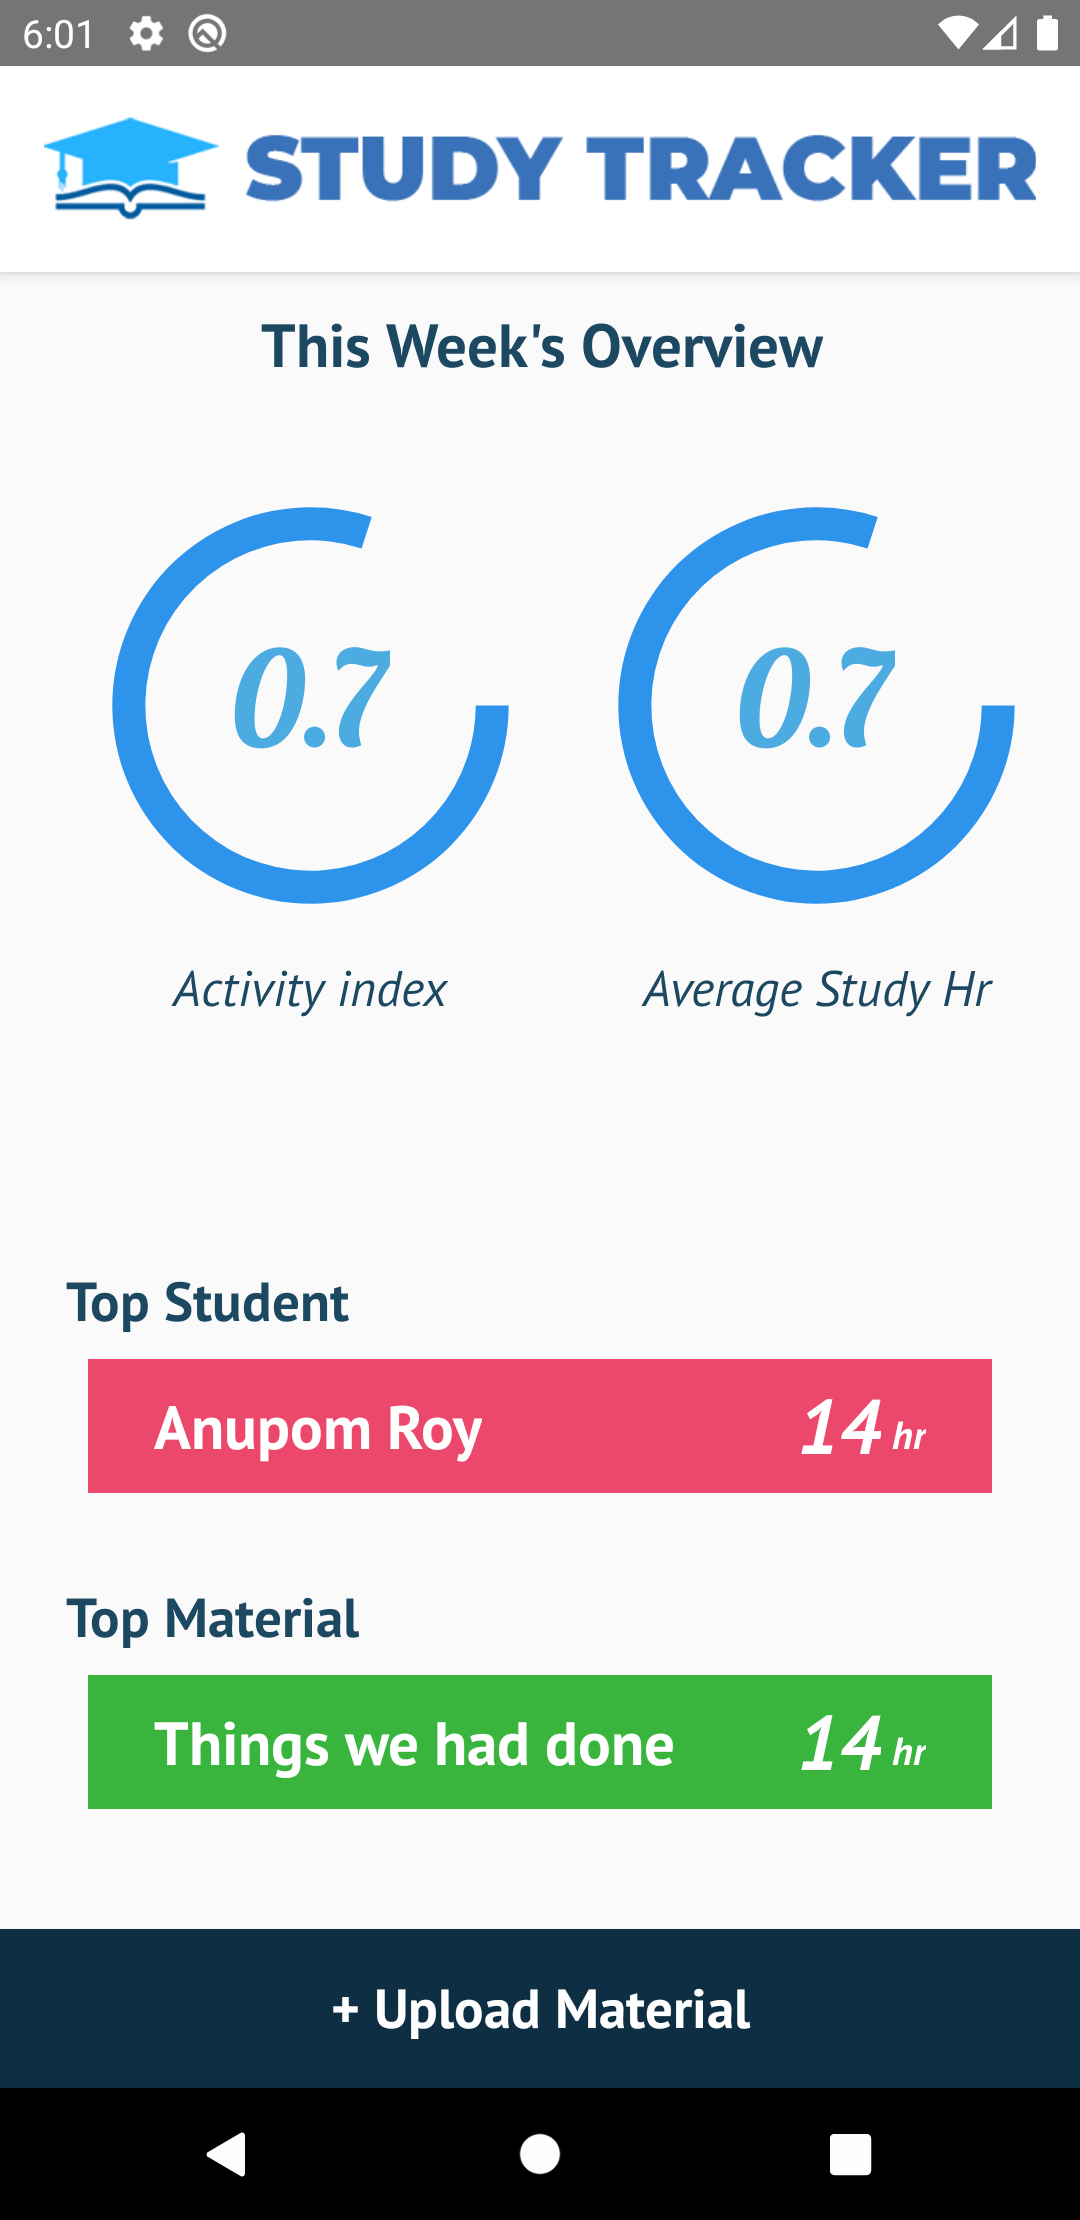 6:01
STUDY TRACKER
This Week's Overview
0.7 0.7
Activity index Average Study Hr
Top Student
Anupom Roy 14 hr
Top Material
Things we had done 14 hr
+ Upload Material